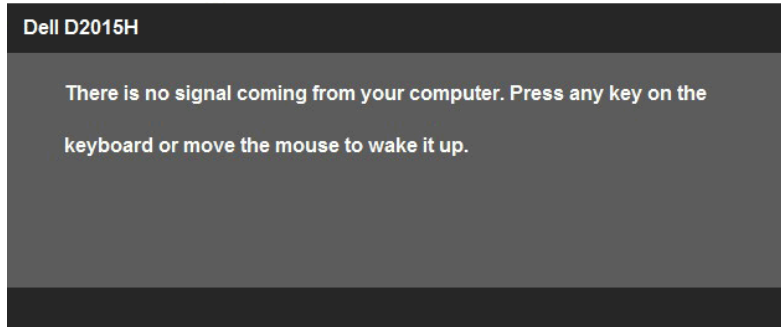 Dell D2015H
There is no signal coming from your computer. Press any key on the
keyboard or move the mouse to wake it up.